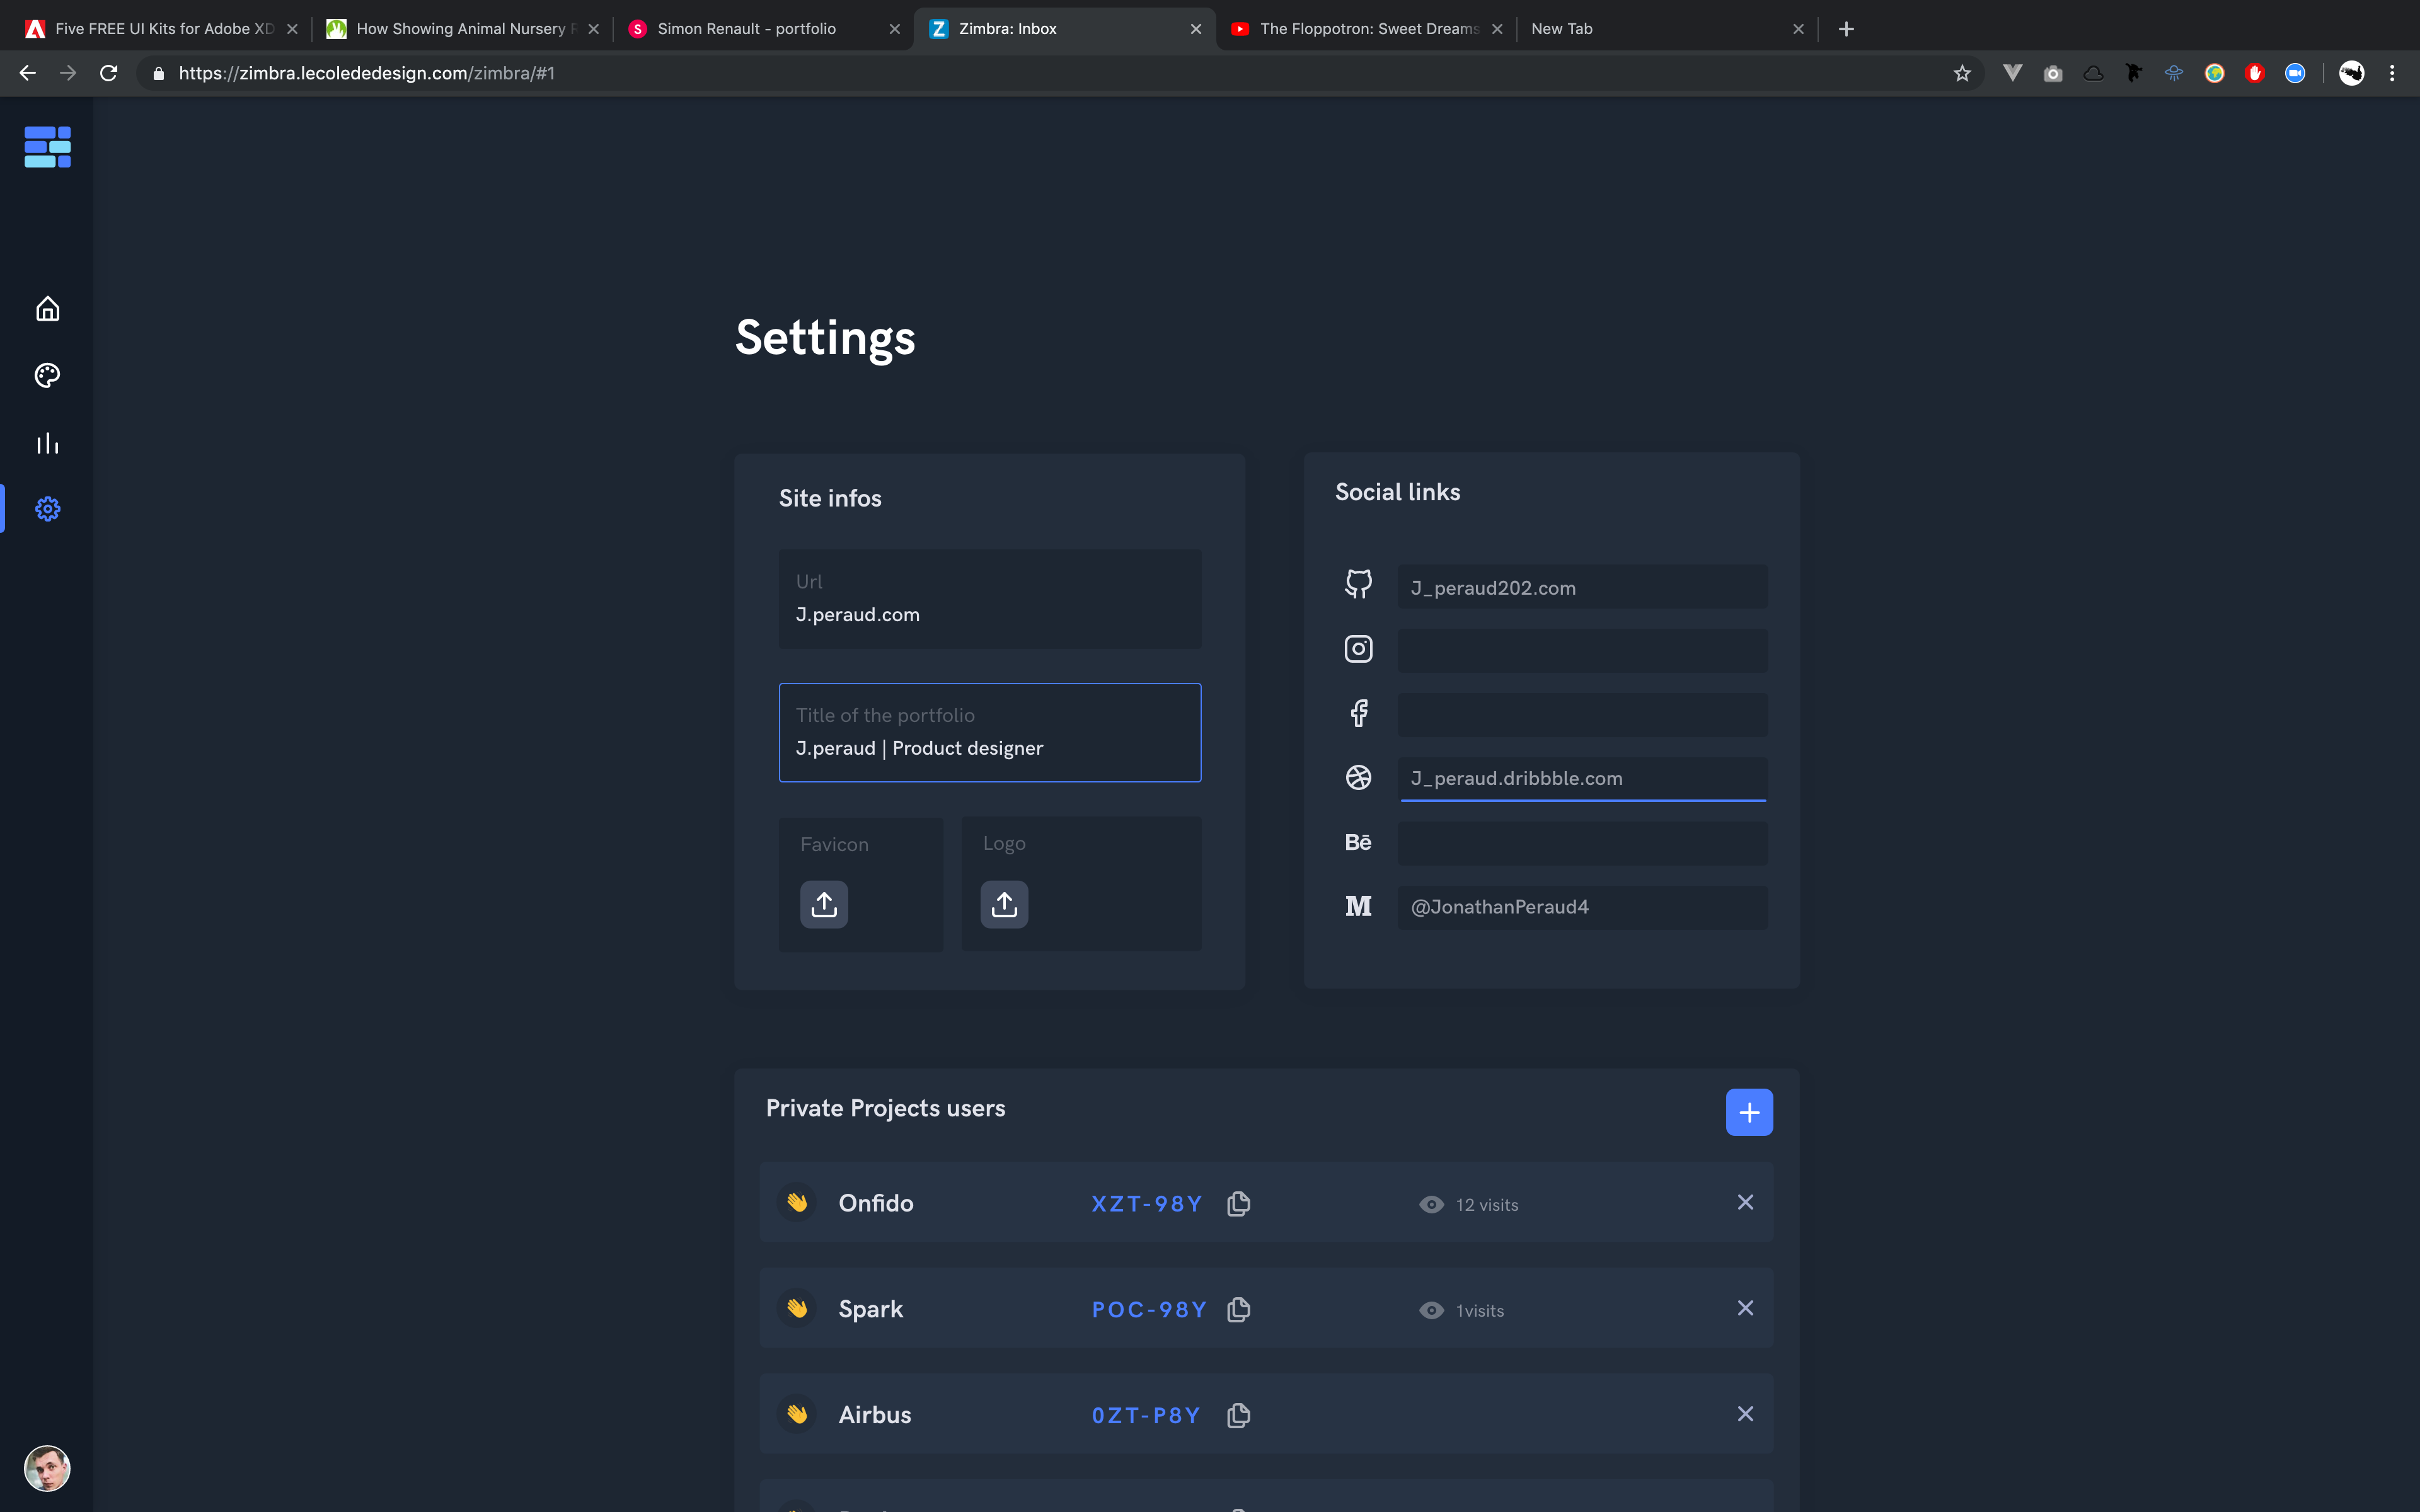 Five FREE UI Kits for Adobe XD
How Showing Animal Nursery
Simon Renault - portfolio
Zimbra: Inbox
The Floppotron: Sweet Dreams
New Tab
https://zimbra.lecolededesign.com/zimbra/#1
Settings
Site infos
Url
J.peraud.com
Title of the portfolio
J.peraud | Product designer
Favicon
Logo
Social links
J_peraud202.com
J_peraud.dribbble.com
Bē
M
@JonathanPeraud4
Private Projects users
Onfido
XZT-98Y
12 visits
Spark
POC-98Y
1visits
Airbus
0ZT-P8Y